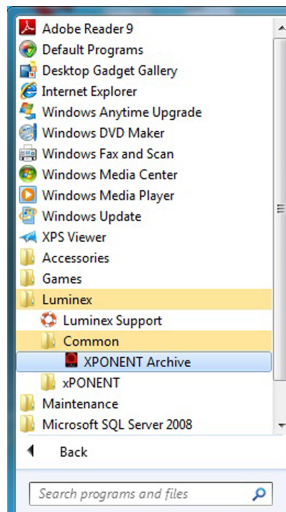 Adobe Reader 9
Default Programs
Desktop Gadget Gallery
Internet Explorer
Windows Anytime Upgrade
Windows DVD Maker
Windows Fax and Scan
Windows Media Center
Windows Media Player
Windows Update
XPS Viewer
Accessories
Games
Luminex
Luminex Support
Common
XPONENT Archive
xPONENT
Maintenance
Microsoft SQL Server 2008
Back
Search programs and files